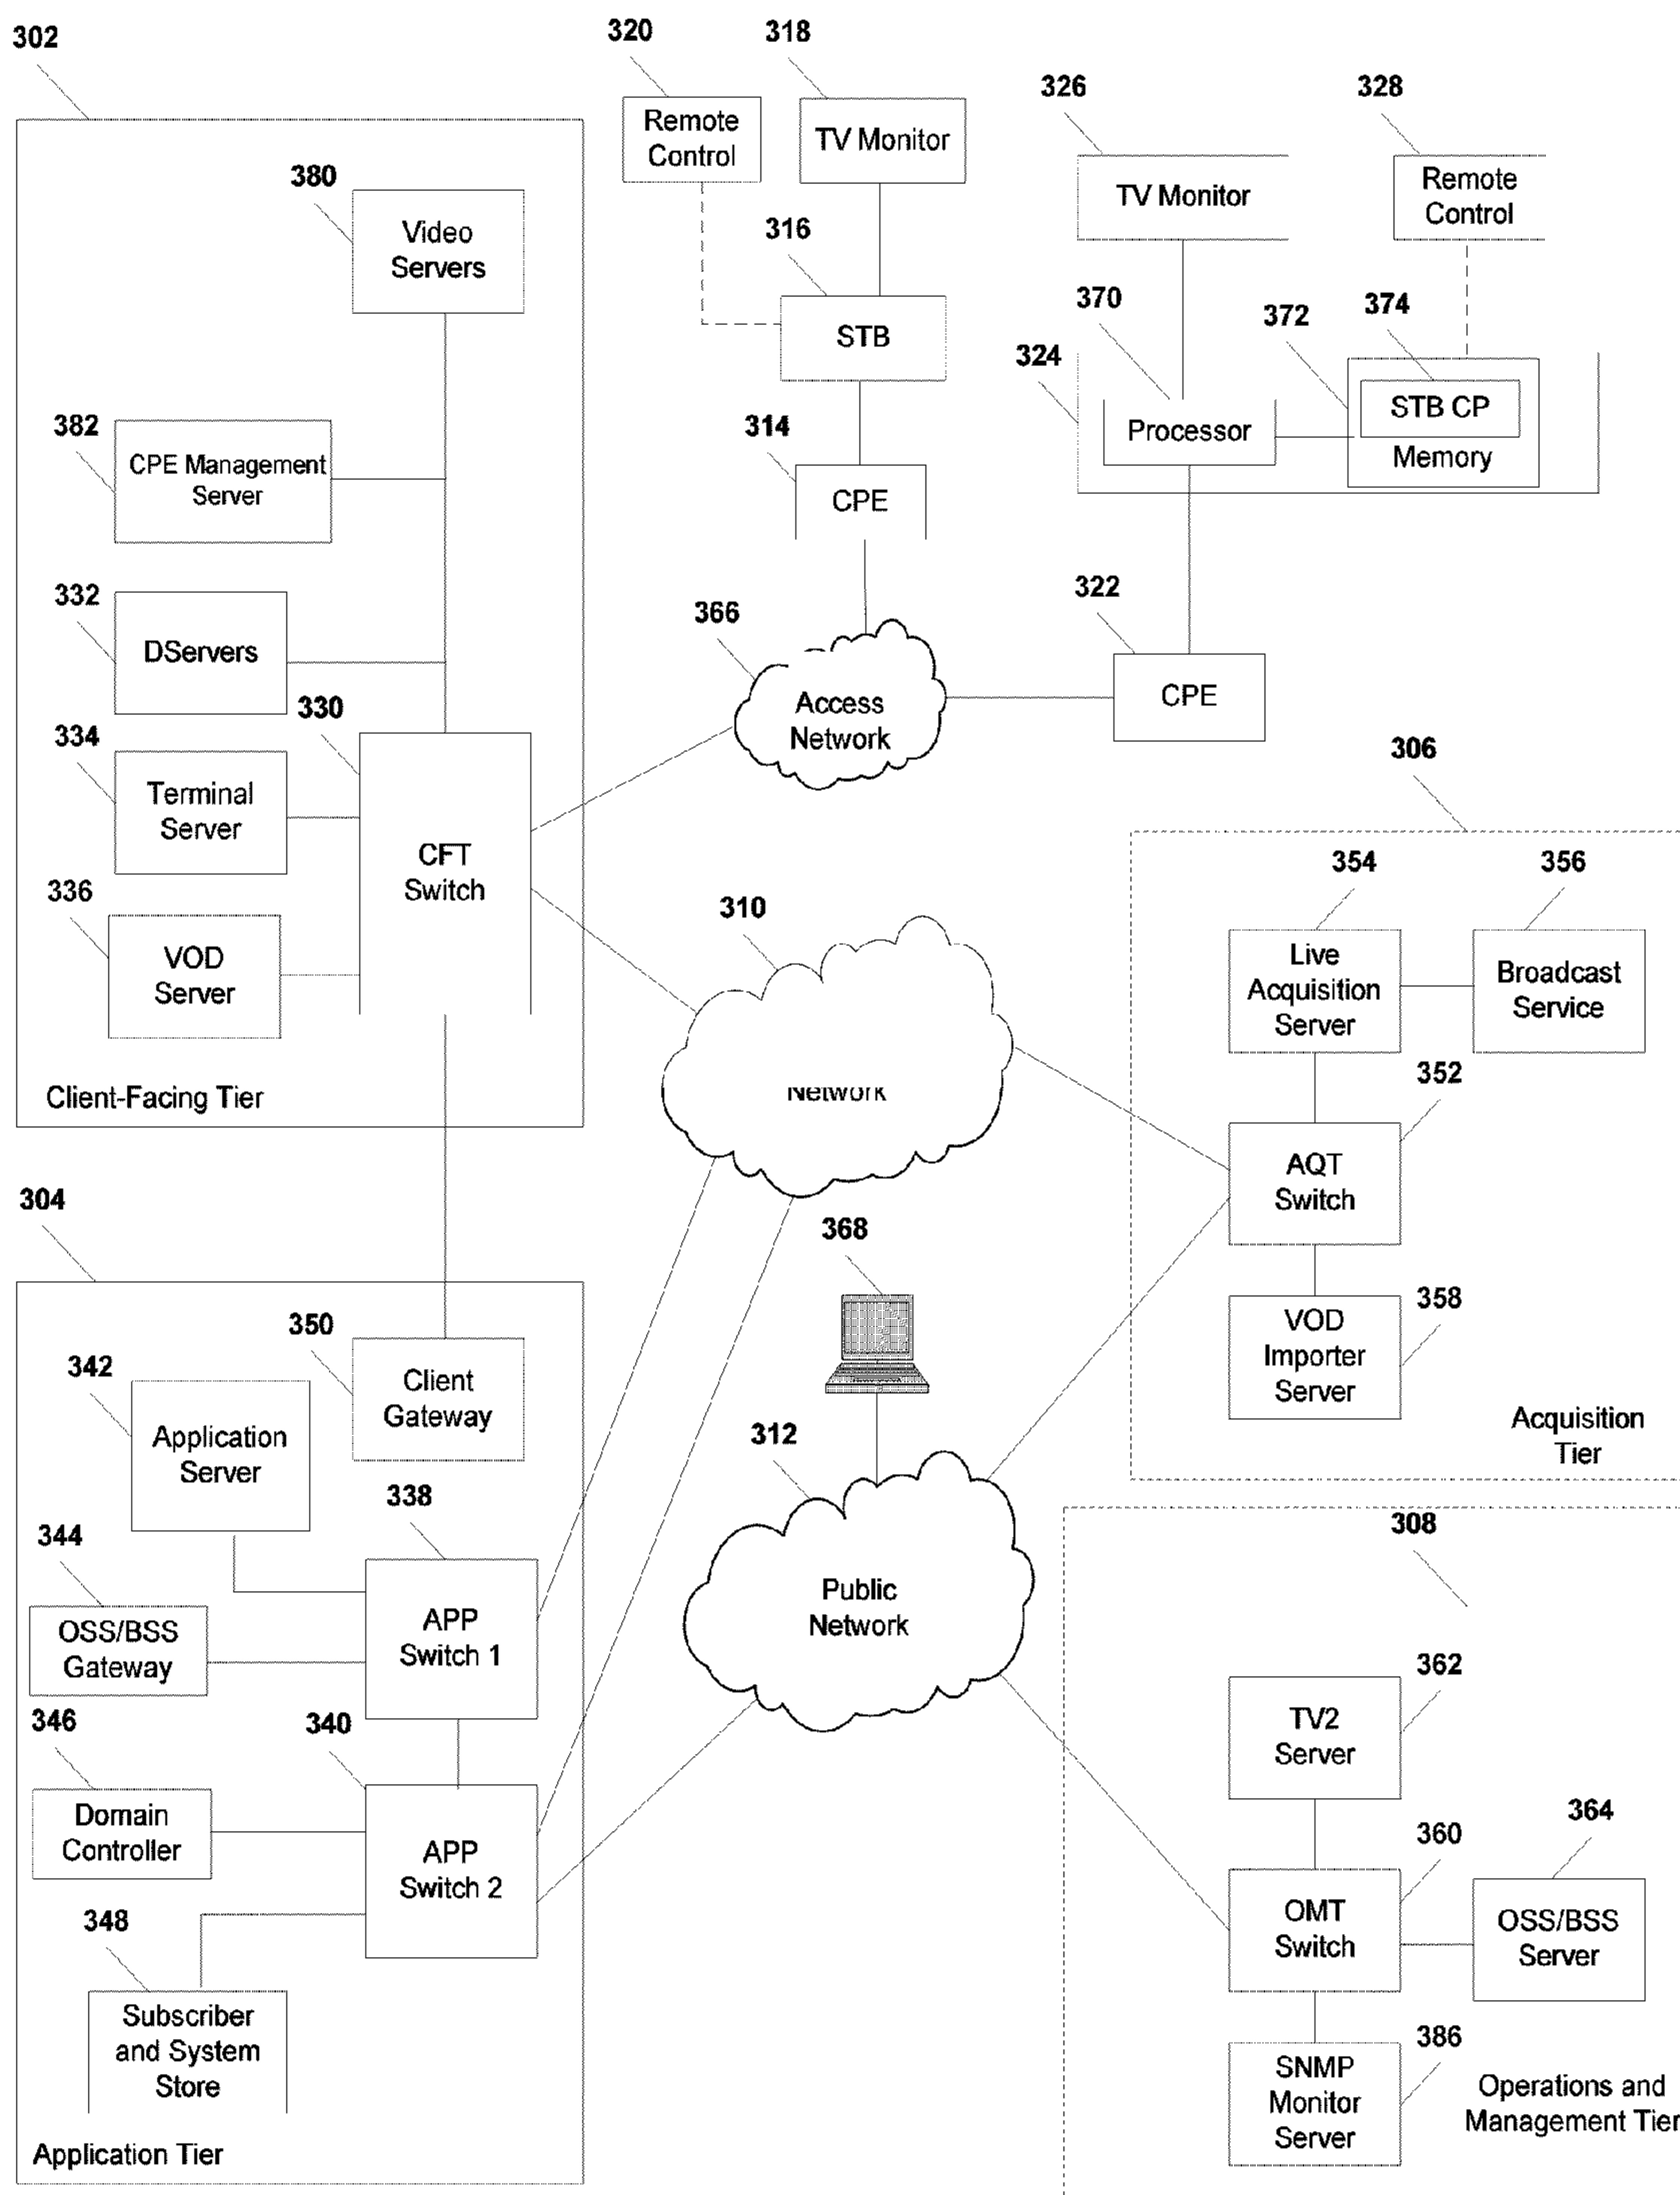 302
320
318
326
328
Remote
Control
TV Monitor
TV Monitor
Remote
Control
380
Video
Servers
316
STB
370
372
374
324
STB CP
Processor
Memory
382
CPE Management
Server
314
CPE
332
DServers
366
322
Access
Network
CPE
330
334
Terminal
Server
CFT
Switch
306
336
VOD
Server
310
Network
354
356
Live
Acquisition
Server
Broadcast
Service
352
Client-Facing Tier
AQT
Switch
304
368
350
Client
Gateway
358
VOD
Importer
Server
342
Application
Server
312
Acquisition
Tier
338
308
344
OSS/BSS
Gateway
APP
Switch 1
Public
Network
362
TV2
Server
346
340
Domain
Controller
APP
Switch 2
360
364
OMT
Switch
OSS/BSS
Server
348
Subscriber
and System
Store
386
SNMP
Monitor
Server
Operations and
Management Tier
Application Tier